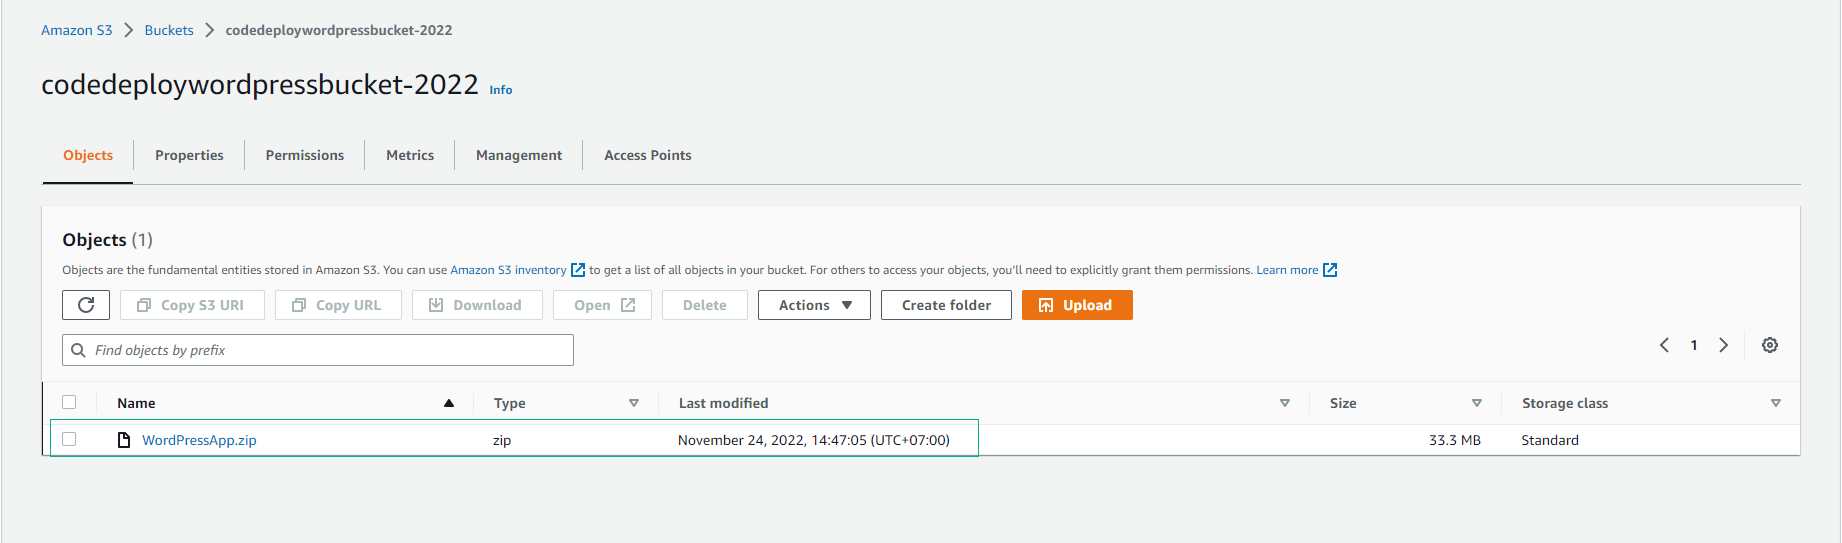 Amazon S3 > Buckets > codedeploywordpressbucket-2022
codedeploywordpressbucket-2022 Info
Objects Properties Permissions Metrics Management Access Points
Objects (1)
Objects are the fundamental entities stored in Amazon S3. You can use Amazon S3 inventory to get a list of all objects in your bucket. For others to access your objects, you'll need to explicitly grant them permissions. Learn more
Copy S3 URI Copy URL Download Open Delete Actions Create folder Upload
Find objects by prefix 1
Name Type Last modified Size Storage class
WordPressApp.zip zip November 24, 2022, 14:47:05 (UTC+07:00) 33.3 MB Standard